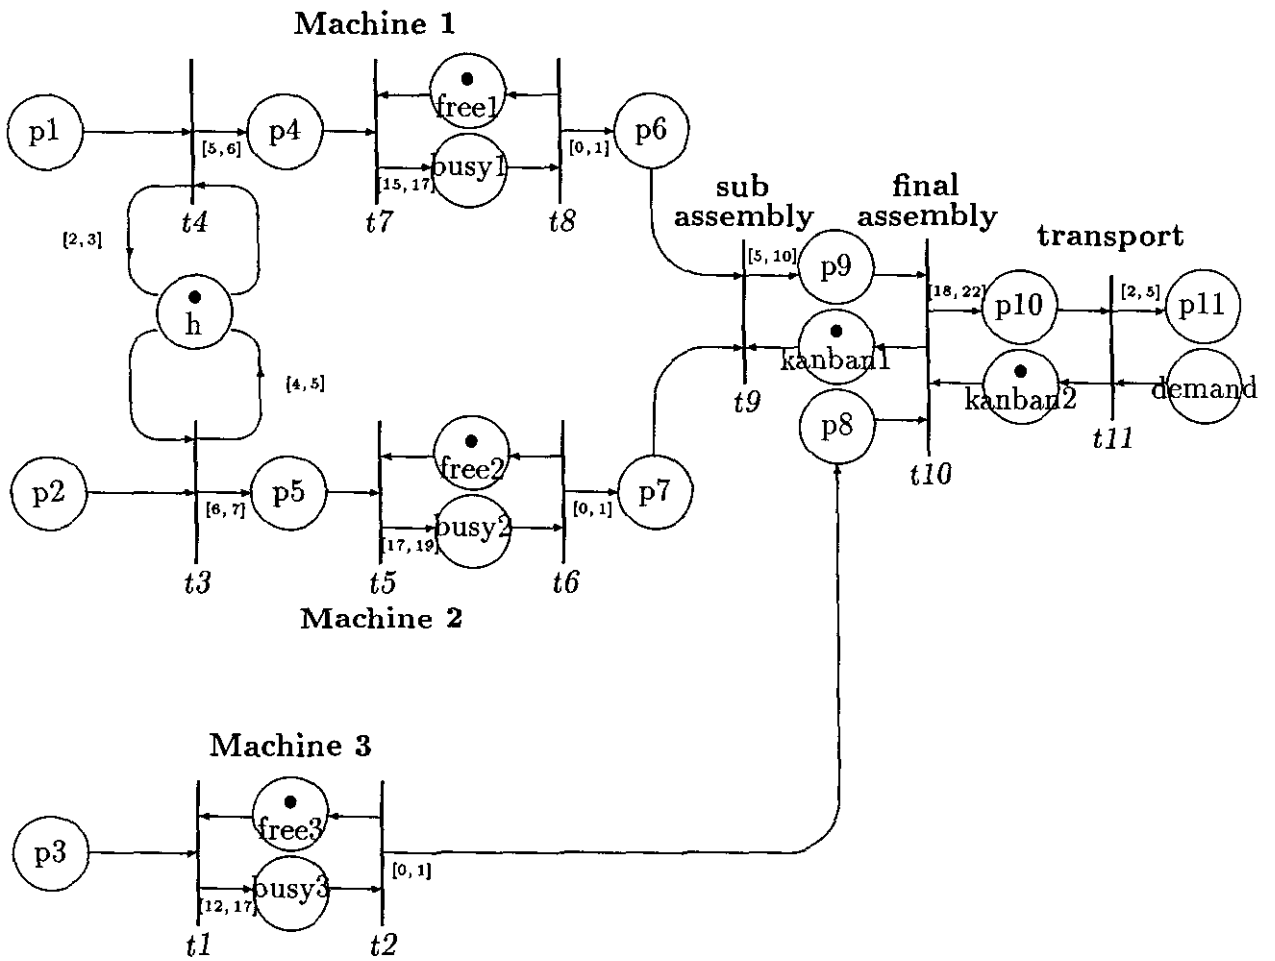 Machine 1
p1
[5,6]
p4
free1
busy1
[15,17]
[0,1]
p6
t4
t7
t8
sub
assembly
final
assembly
transport
[2,3]
h
[4,5]
[5,10]
p9
[18,22]
p10
[2,5]
p11
kanban1
kanban2
demand
t9
p8
t10
t11
p2
[6,7]
p5
free2
busy2
[17,19]
[0,1]
p7
t3
t5
t6
Machine 2
Machine 3
p3
free3
busy3
[12,17]
[0,1]
t1
t2